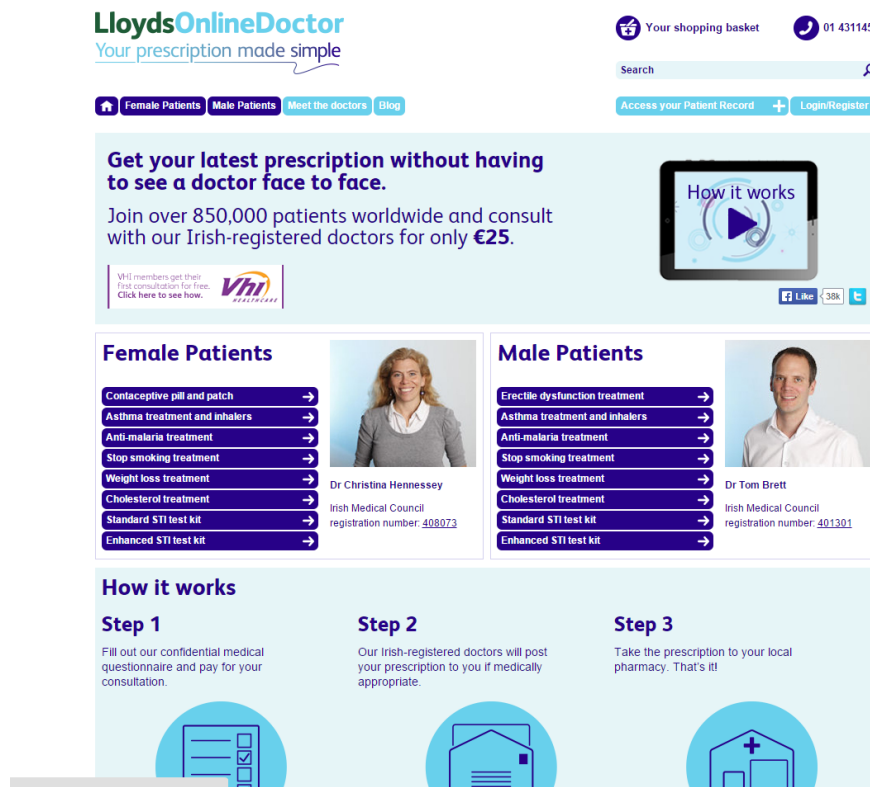 LloydsOnlineDoctor
Your prescription made simple
Your shopping basket
01 431145
Search
Female Patients
Male Patients
Meet the doctors
Blog
Access your Patient Record
Login/Register
Get your latest prescription without having
to see a doctor face to face.
Join over 850,000 patients worldwide and consult
with our Irish-registered doctors for only €25.
VHI members get their
first consultation for free.
Click here to see how.
Vhi
HEALTHCARE
How it works
Like
38k
Female Patients
Contaceptive pill and patch
Asthma treatment and inhalers
Anti-malaria treatment
Stop smoking treatment
Weight loss treatment
Cholesterol treatment
Standard STI test kit
Enhanced STI test kit
Dr Christina Hennessey
Irish Medical Council
registration number: 408073
Male Patients
Erectile dysfunction treatment
Asthma treatment and inhalers
Anti-malaria treatment
Stop smoking treatment
Weight loss treatment
Cholesterol treatment
Standard STI test kit
Enhanced STI test kit
Dr Tom Brett
Irish Medical Council
registration number: 401301
How it works
Step 1
Fill out our confidential medical
questionnaire and pay for your
consultation.
Step 2
Our Irish-registered doctors will post
your prescription to you if medically
appropriate.
Step 3
Take the prescription to your local
pharmacy. That's it!